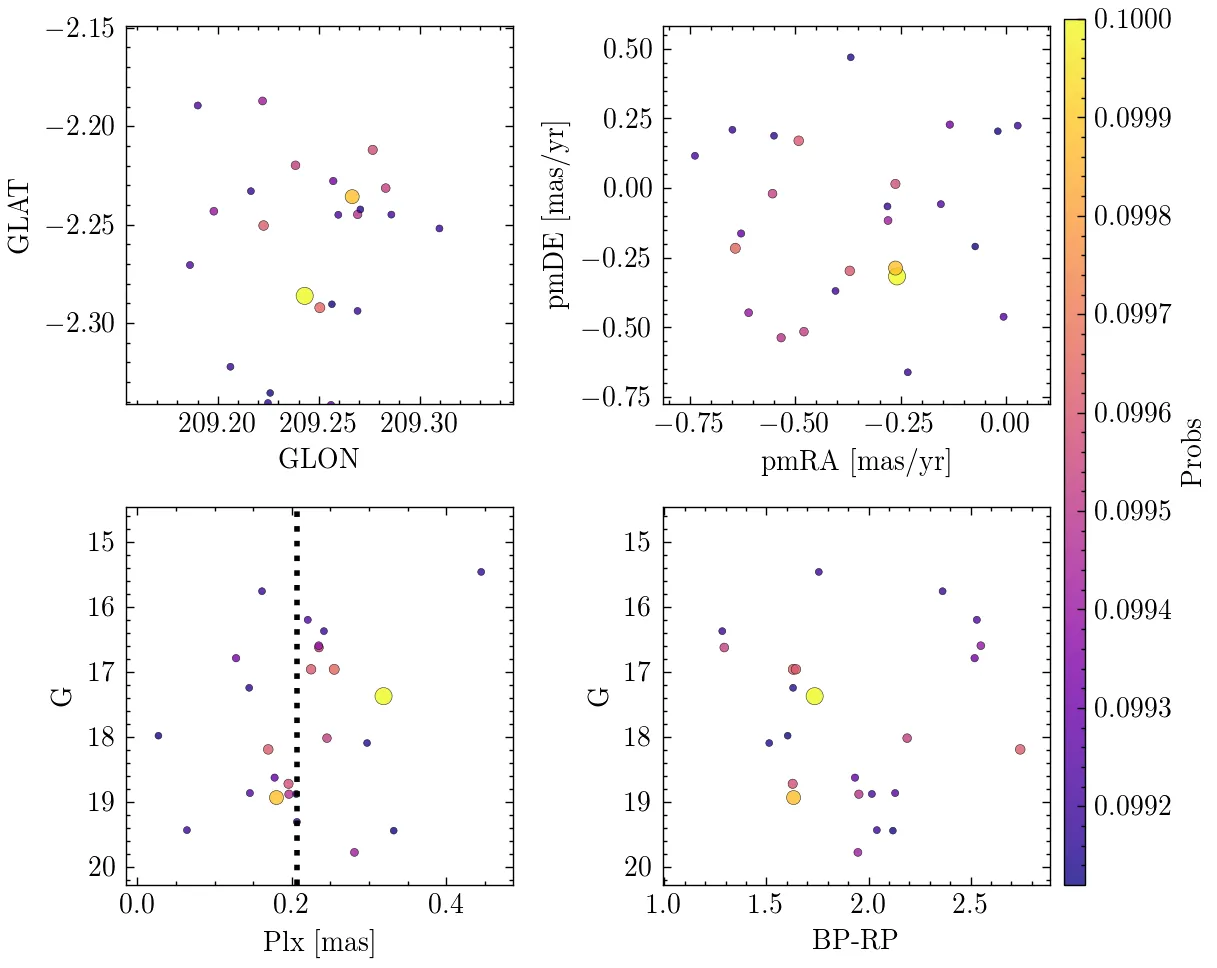 −2.15
−2.20
−2.25
−2.30
GLAT
209.20 209.25 209.30
GLON
0.50
0.25
0.00
−0.25
−0.50
−0.75
pmDE [mas/yr]
−0.75 −0.50 −0.25 0.00
pmRA [mas/yr]
15
16
17
18
19
20
G
0.0 0.2 0.4
Plx [mas]
15
16
17
18
19
20
G
1.0 1.5 2.0 2.5
BP-RP
0.1000
0.0999
0.0998
0.0997
0.0996
0.0995
0.0994
0.0993
0.0992
Probs